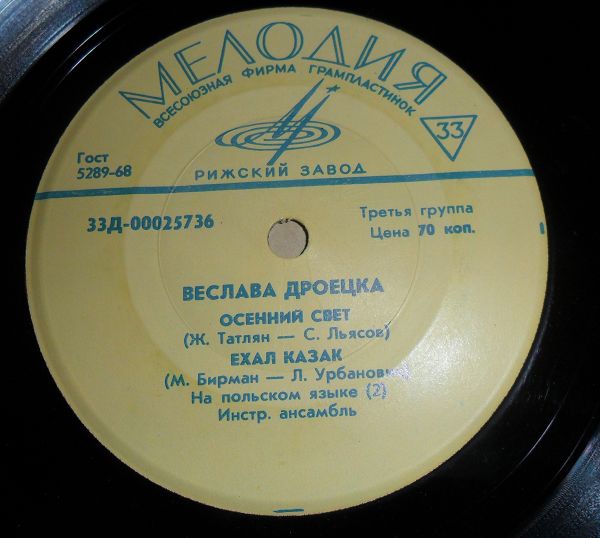 МЕЛОДИЯ
ВСЕСОЮЗНАЯ ФИРМА ГРАМПЛАСТИНОК
33
РИЖСКИЙ ЗАВОД
Гост
5289-68
33Д-00025736
Третья группа
Цена 70 коп.
ВЕСЛАВА ДРОЕЦКА
ОСЕННИЙ СВЕТ
(Ж. Татлян — С. Льясов)
ЕХАЛ КАЗАК
(М. Бирман — Л.
На польском языке (2)
Инстр. ансамбль